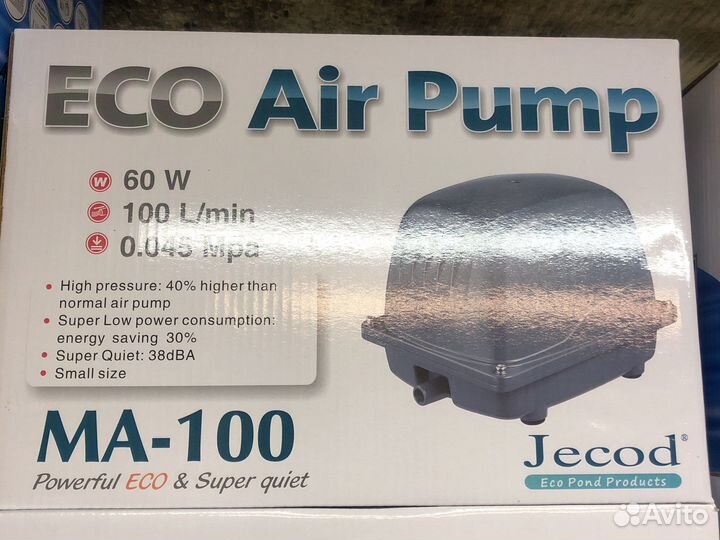 ECO Air Pump
W 60 W
100 L/min
0.045 Mpa
• High pressure: 40% higher than
normal air pump
• Super Low power consumption:
energy saving 30%
• Super Quiet: 38dBA
• Small size
MA-100
Powerful ECO & Super quiet
Jecod®
Eco Pond Products
Avito